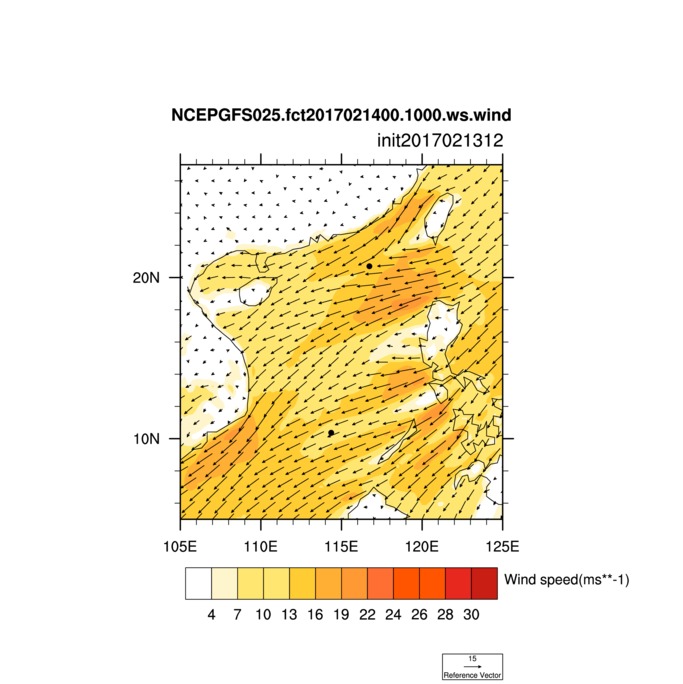 NCEPGFS025.fct2017021400.1000.ws.wind
init2017021312
20N
10N
105E 110E 115E 120E 125E
Wind speed(ms**-1)
4 7 10 13 16 19 22 24 26 28 30
15
Reference Vector